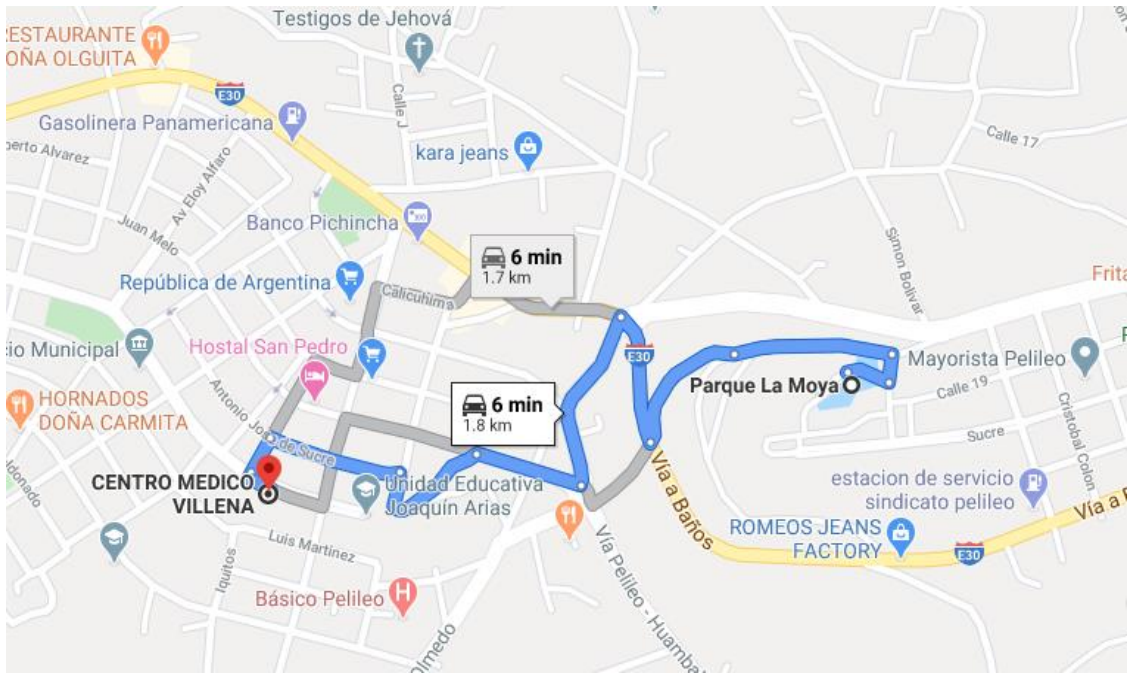 Testigos de Jehová
RESTAURANTE
DOÑA OLGUITA
E30
Calle J
Gasolinera Panamericana
kara jeans
Calle 17
Av Eloy Alfaro
Juan Melo
Banco Pichincha
Simon Bolivar
6 min
1.7 km
República de Argentina
Calicuhima
Frita
Hostal San Pedro
E30
Mayorista Pelileo
Municipal
Parque La Moya
Calle 19
6 min
1.8 km
HORNADOS
DOÑA CARMITA
Antonio José de Sucre
Sucre
Cristobal Colon
Vía a Baños
CENTRO MEDICO
VILLENA
Unidad Educativa
Joaquín Arias
estacion de servicio
sindicato pelileo
Vía a
ROMEOS JEANS
FACTORY
E30
Luis Martínez
Iquitos
Vía Pelileo - Huamba
Básico Pelileo
Olmedo